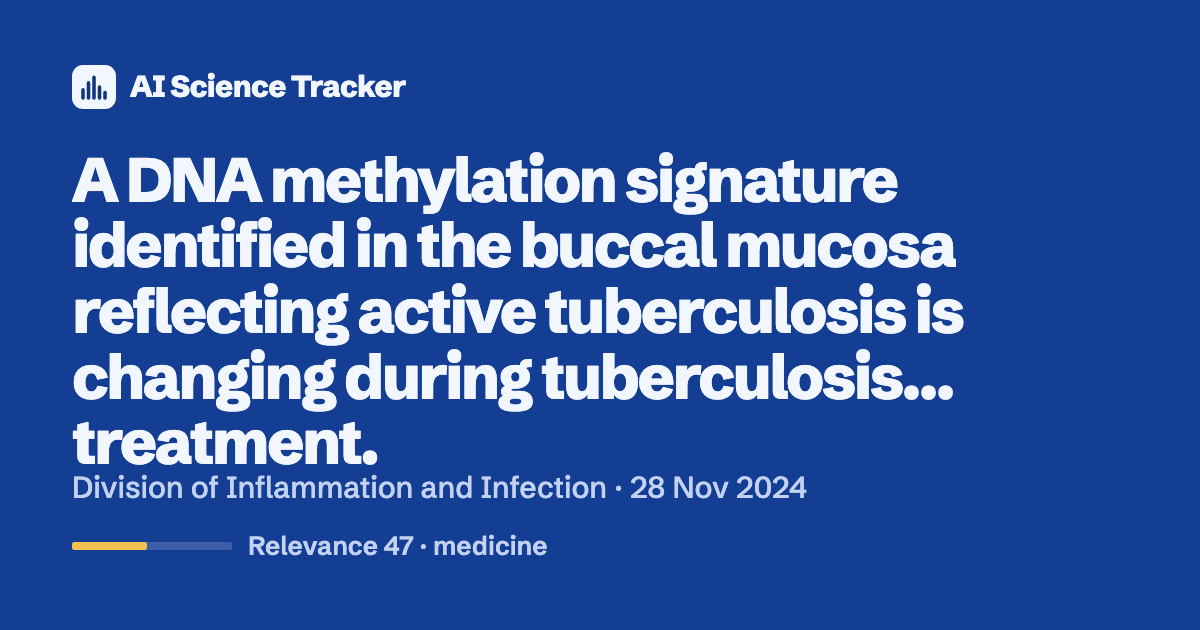 AI Science Tracker
A DNA methylation signature
identified in the buccal mucosa
reflecting active tuberculosis is
changing during tuberculosis...
treatment.
Division of Inflammation and Infection · 28 Nov 2024
Relevance 47 · medicine